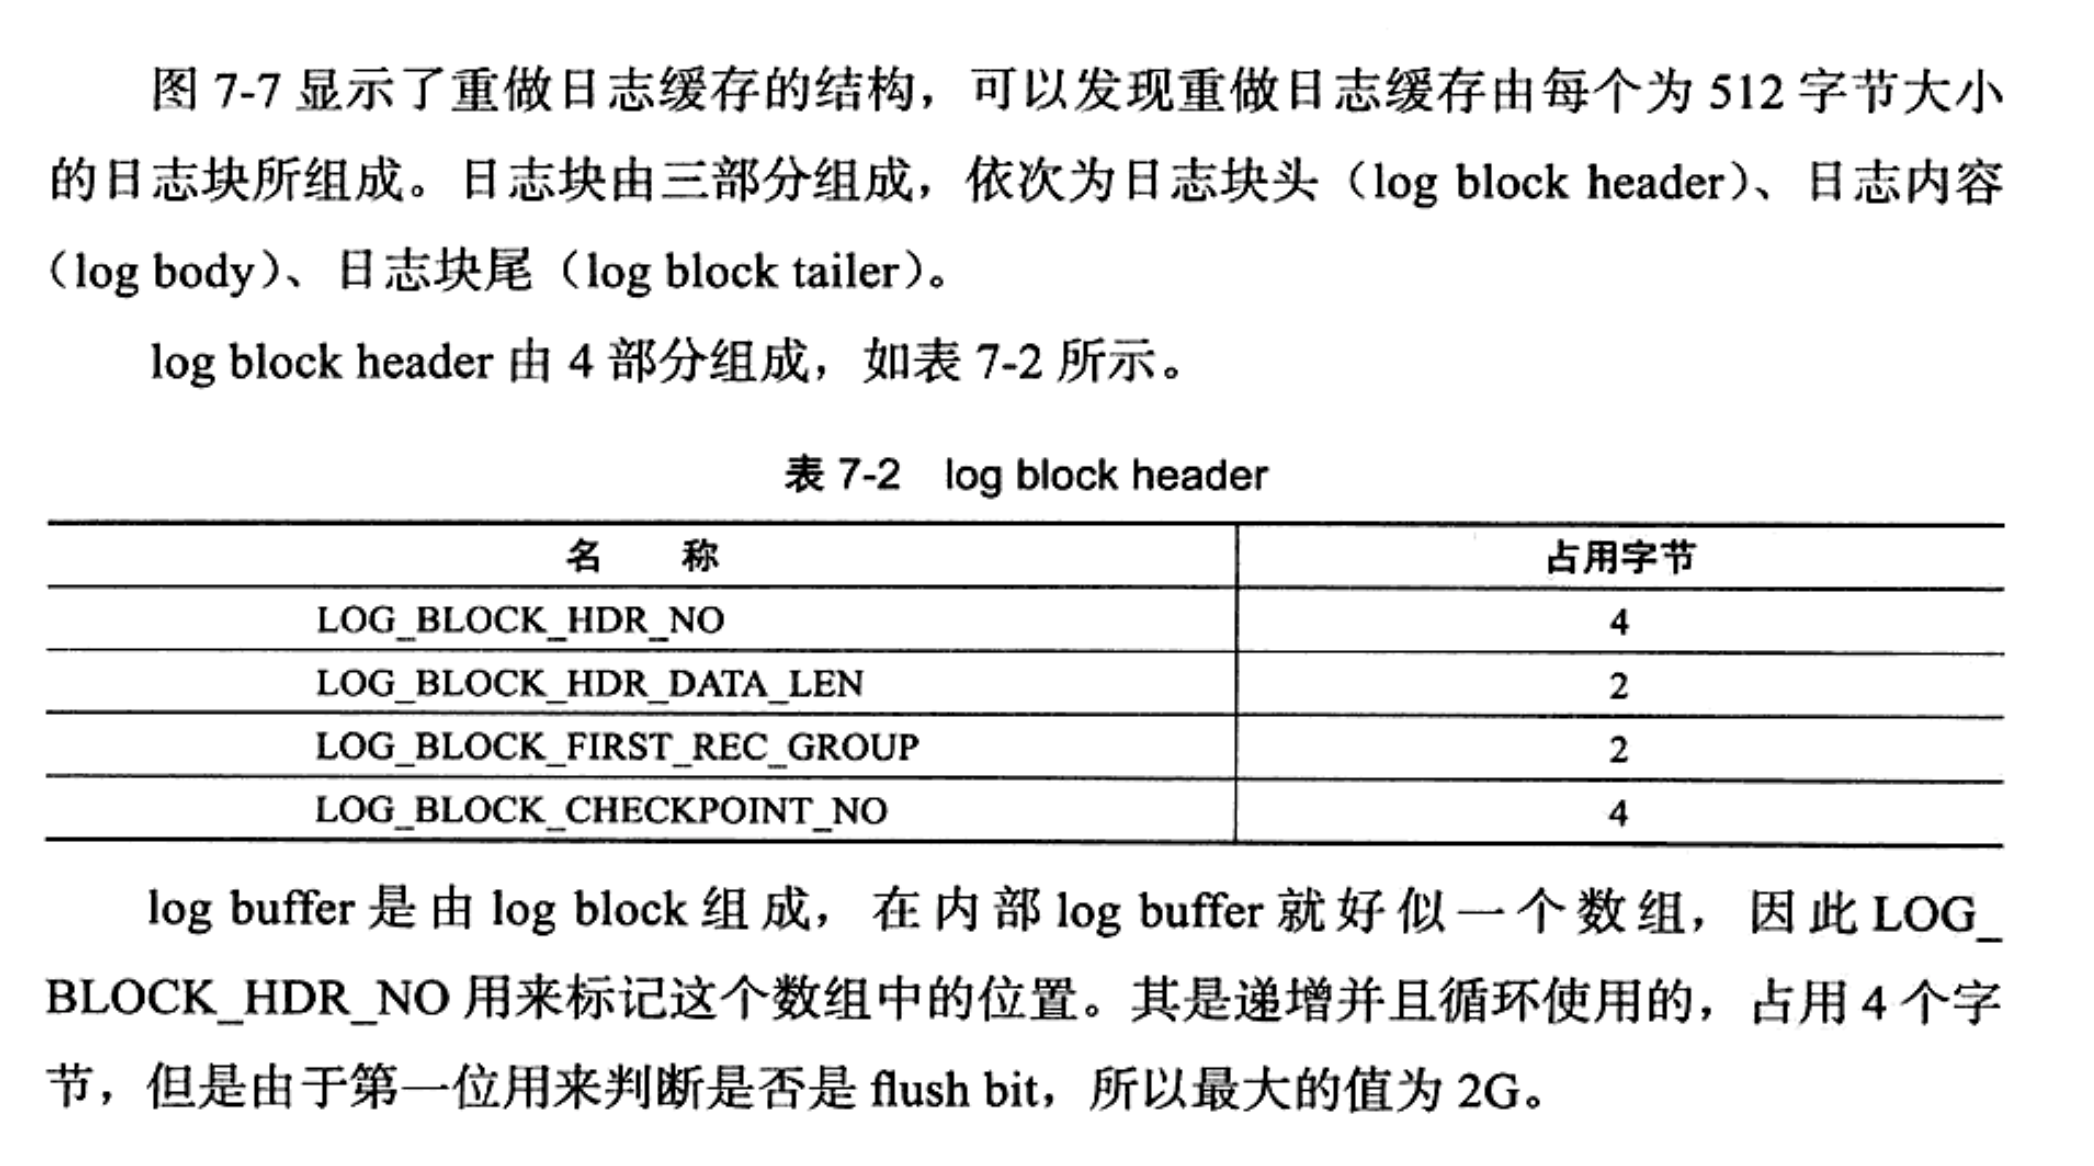 图 7-7 显示了重做日志缓存的结构，可以发现重做日志缓存由每个为 512 字节大小
的日志块所组成。日志块由三部分组成，依次为日志块头（log block header）、日志内容
（log body）、日志块尾（log block tailer）。
log block header 由 4 部分组成，如表 7-2 所示。
表 7-2 log block header
名 称 占用字节
LOG_BLOCK_HDR_NO 4
LOG_BLOCK_HDR_DATA_LEN 2
LOG_BLOCK_FIRST_REC_GROUP 2
LOG_BLOCK_CHECKPOINT_NO 4
log buffer 是由 log block 组成，在内部 log buffer 就好似一个数组，因此 LOG_
BLOCK_HDR_NO 用来标记这个数组中的位置。其是递增并且循环使用的，占用 4 个字
节，但是由于第一位用来判断是否是 flush bit，所以最大的值为 2G。